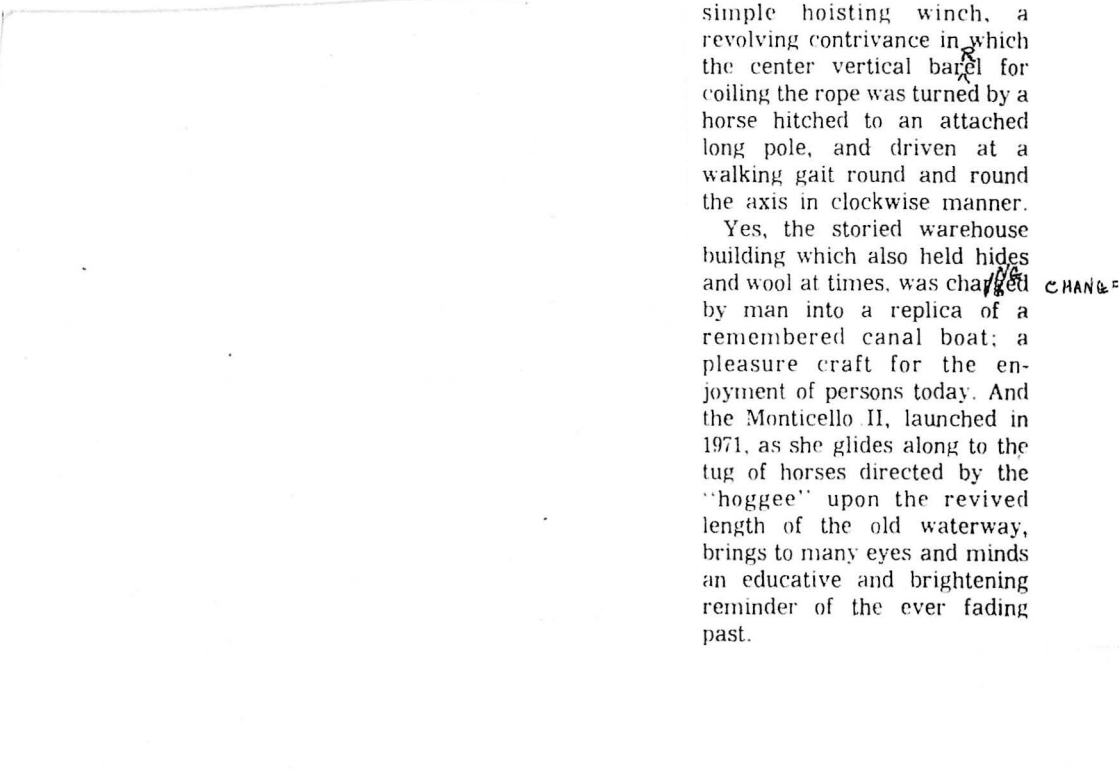 simple hoisting winch, a
revolving contrivance in which
R
the center vertical barel for
coiling the rope was turned by a
horse hitched to an attached
long pole, and driven at a
walking gait round and round
the axis in clockwise manner.
Yes, the storied warehouse
building which also held hides
and wool at times, was changed CHANGE
by man into a replica of a
remembered canal boat; a
pleasure craft for the en-
joyment of persons today. And
the Monticello II, launched in
1971, as she glides along to the
tug of horses directed by the
"hoggee" upon the revived
length of the old waterway,
brings to many eyes and minds
an educative and brightening
reminder of the ever fading
past.